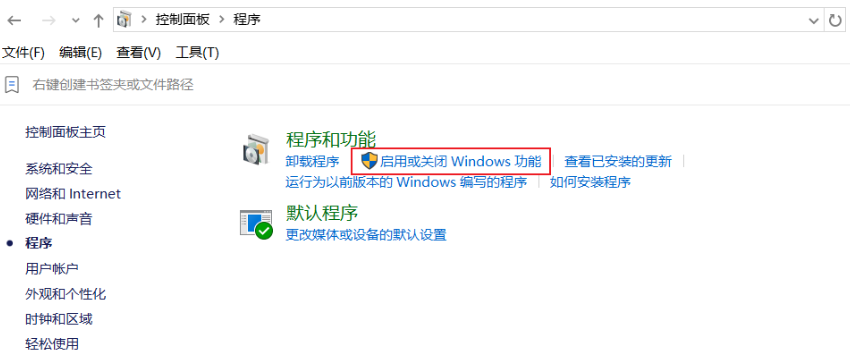 控制面板 > 程序
文件(F) 编辑(E) 查看(V) 工具(T)
右键创建书签夹或文件路径
控制面板主页
系统和安全
网络和 Internet
硬件和声音
程序
用户帐户
外观和个性化
时钟和区域
轻松使用
程序和功能
卸载程序 启用或关闭 Windows 功能 查看已安装的更新
运行为以前版本的 Windows 编写的程序 如何安装程序
默认程序
更改媒体或设备的默认设置